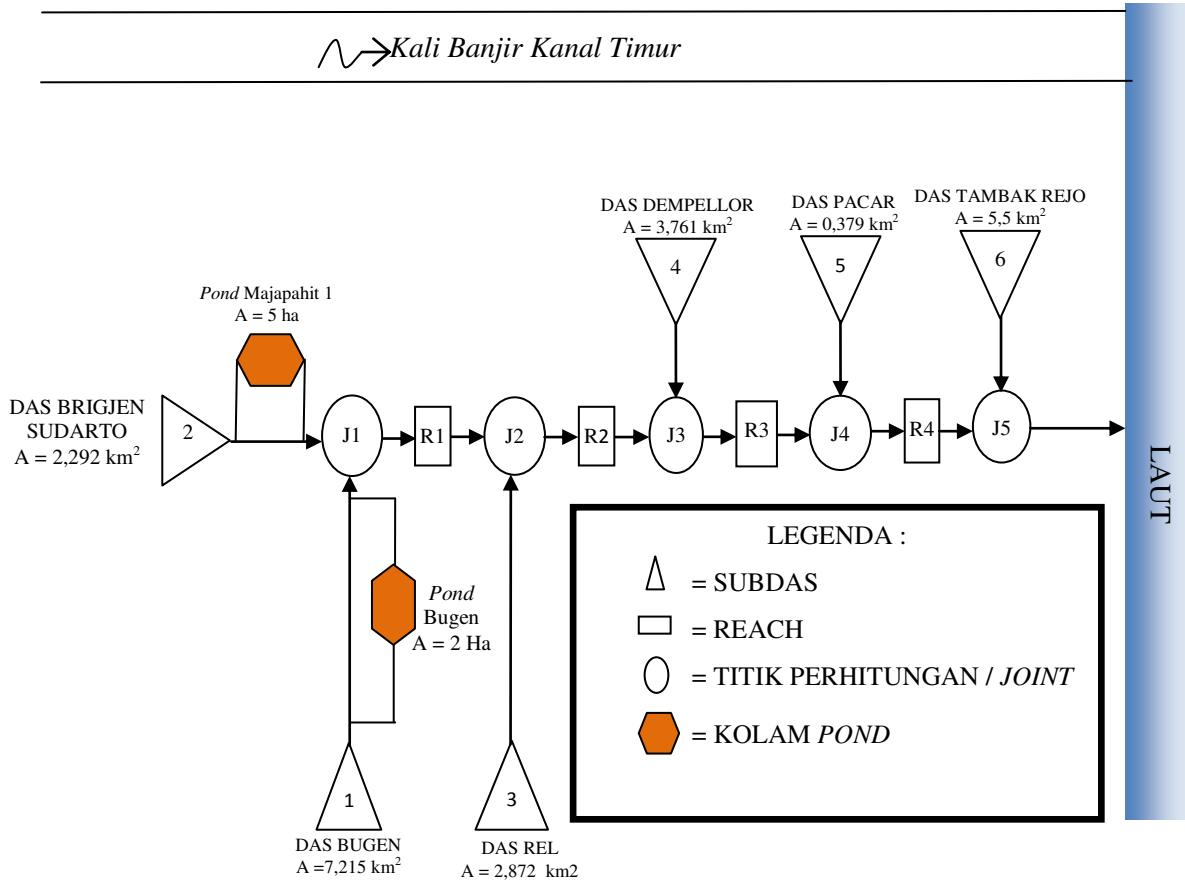 Kali Banjir Kanal Timur
DAS DEMPELLOR
A = 3,761 km²
4
DAS PACAR
A = 0,379 km²
5
DAS TAMBAK REJO
A = 5,5 km²
6
Pond Majapahit 1
A = 5 ha
DAS BRIGJEN
SUDARTO
A = 2,292 km²
2
J1
R1
J2
R2
J3
R3
J4
R4
J5
LAUT
Pond
Bugen
A = 2 Ha
1
DAS BUGEN
A =7,215 km²
3
DAS REL
A = 2,872 km2
LEGENDA :
= SUBDAS
= REACH
= TITIK PERHITUNGAN / JOINT
= KOLAM POND